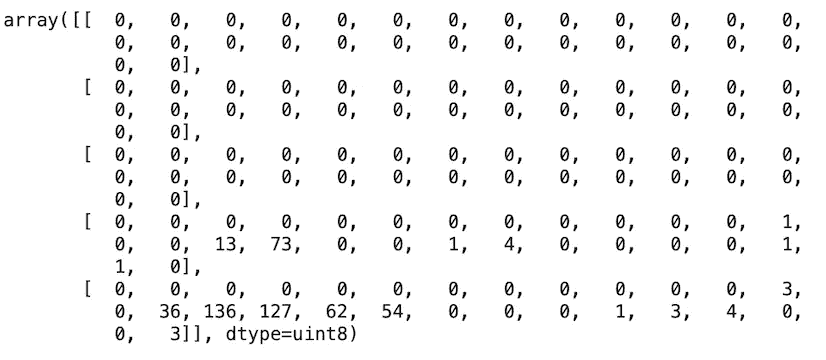 array([[  0,   0,   0,   0,   0,   0,   0,   0,   0,   0,   0,   0,   0,
          0,   0,   0,   0,   0,   0,   0,   0,   0,   0,   0,   0,   0,
          0,   0],
       [  0,   0,   0,   0,   0,   0,   0,   0,   0,   0,   0,   0,   0,
          0,   0,   0,   0,   0,   0,   0,   0,   0,   0,   0,   0,   0,
          0,   0],
       [  0,   0,   0,   0,   0,   0,   0,   0,   0,   0,   0,   0,   0,
          0,   0,   0,   0,   0,   0,   0,   0,   0,   0,   0,   0,   0,
          0,   0],
       [  0,   0,   0,   0,   0,   0,   0,   0,   0,   0,   0,   0,   1,
          0,   0,  13,  73,   0,   0,   1,   4,   0,   0,   0,   0,   1,
          1,   0],
       [  0,   0,   0,   0,   0,   0,   0,   0,   0,   0,   0,   0,   3,
          0,  36, 136, 127,  62,  54,   0,   0,   0,   1,   3,   4,   0,
          0,   3]], dtype=uint8)